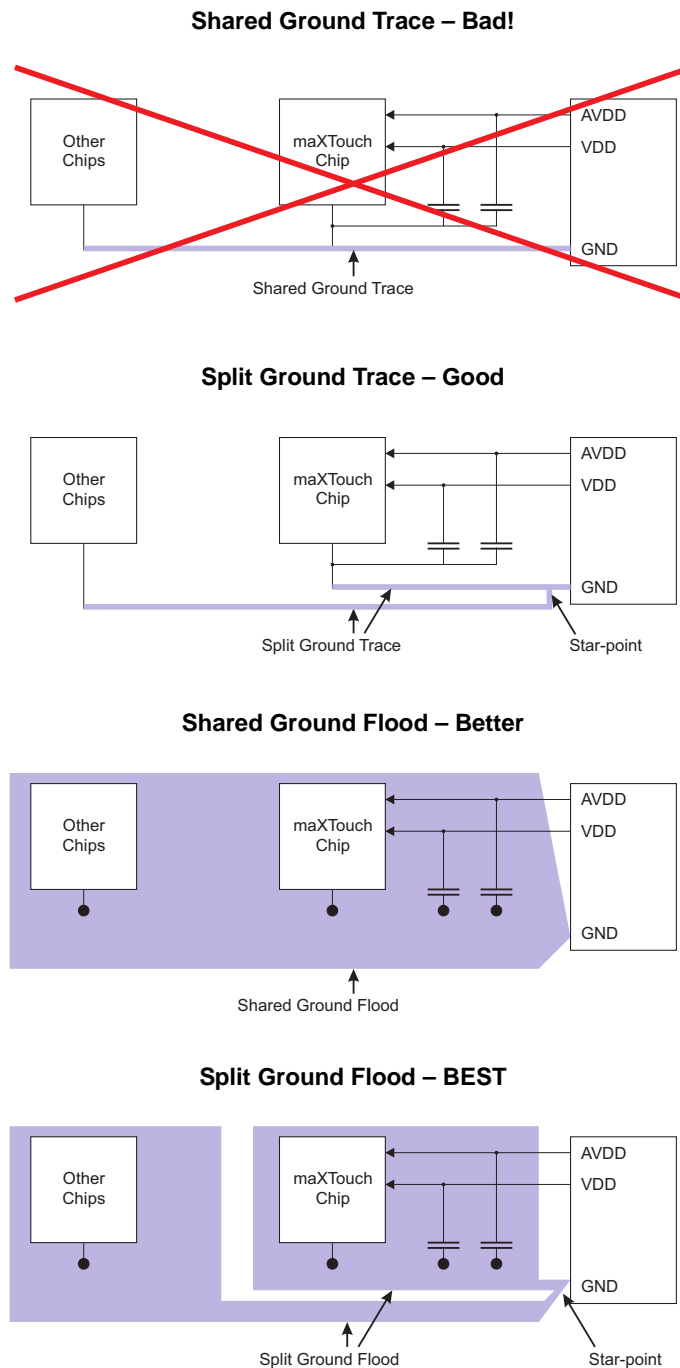 Shared Ground Trace – Bad!
Other
Chips
maXTouch
Chip
AVDD
VDD
GND
Shared Ground Trace
Split Ground Trace – Good
Other
Chips
maXTouch
Chip
AVDD
VDD
GND
Split Ground Trace
Star-point
Shared Ground Flood – Better
Other
Chips
maXTouch
Chip
AVDD
VDD
GND
Shared Ground Flood
Split Ground Flood – BEST
Other
Chips
maXTouch
Chip
AVDD
VDD
GND
Split Ground Flood
Star-point